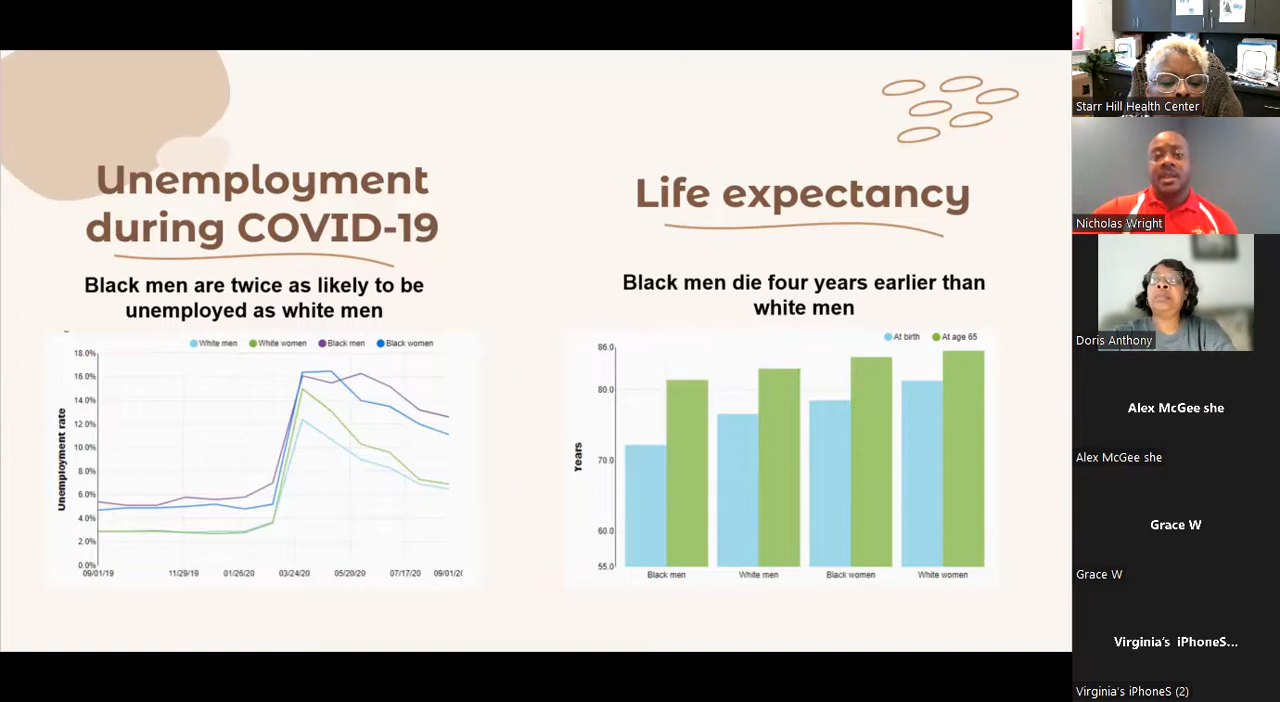 Unemployment
during COVID-19
Black men are twice as likely to be
unemployed as white men
White men White women Black men Black women
18.0%
16.0%
14.0%
12.0%
10.0%
8.0%
6.0%
4.0%
2.0%
0.0%
Unemployment rate
09/01/19 11/29/19 01/26/20 03/24/20 05/20/20 07/17/20 09/01/20
Life expectancy
Black men die four years earlier than
white men
At birth At age 65
86.0
80.0
70.0
60.0
55.0
Years
Black men White men Black women White women
Starr Hill Health Center
Nicholas Wright
Doris Anthony
Alex McGee she
Alex McGee she
Grace W
Grace W
Virginia's iPhoneS...
Virginia's iPhoneS (2)